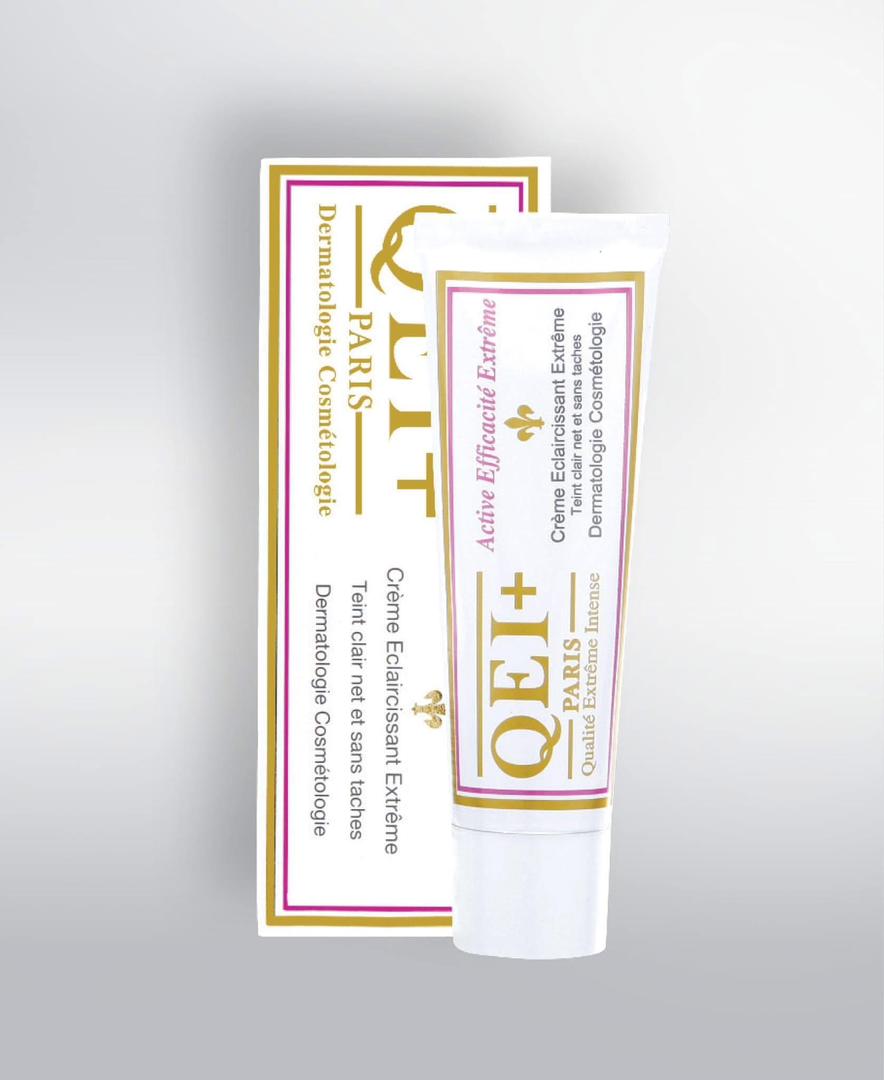 QEI+
PARIS
Dermatologie Cosmétologie
Crème Eclaircissant Extrême
Teint clair net et sans taches
Dermatologie Cosmétologie
QEI+
PARIS
Qualité Extrême Intense
Active Efficacité Extrême
Crème Eclaircissant Extrême
Teint clair net et sans taches
Dermatologie Cosmétologie